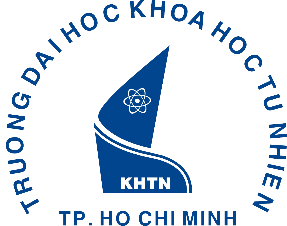 TRUONG DAI HOC KHOA HOC TU NHIEN
KHTN
TP. HO CHI MINH